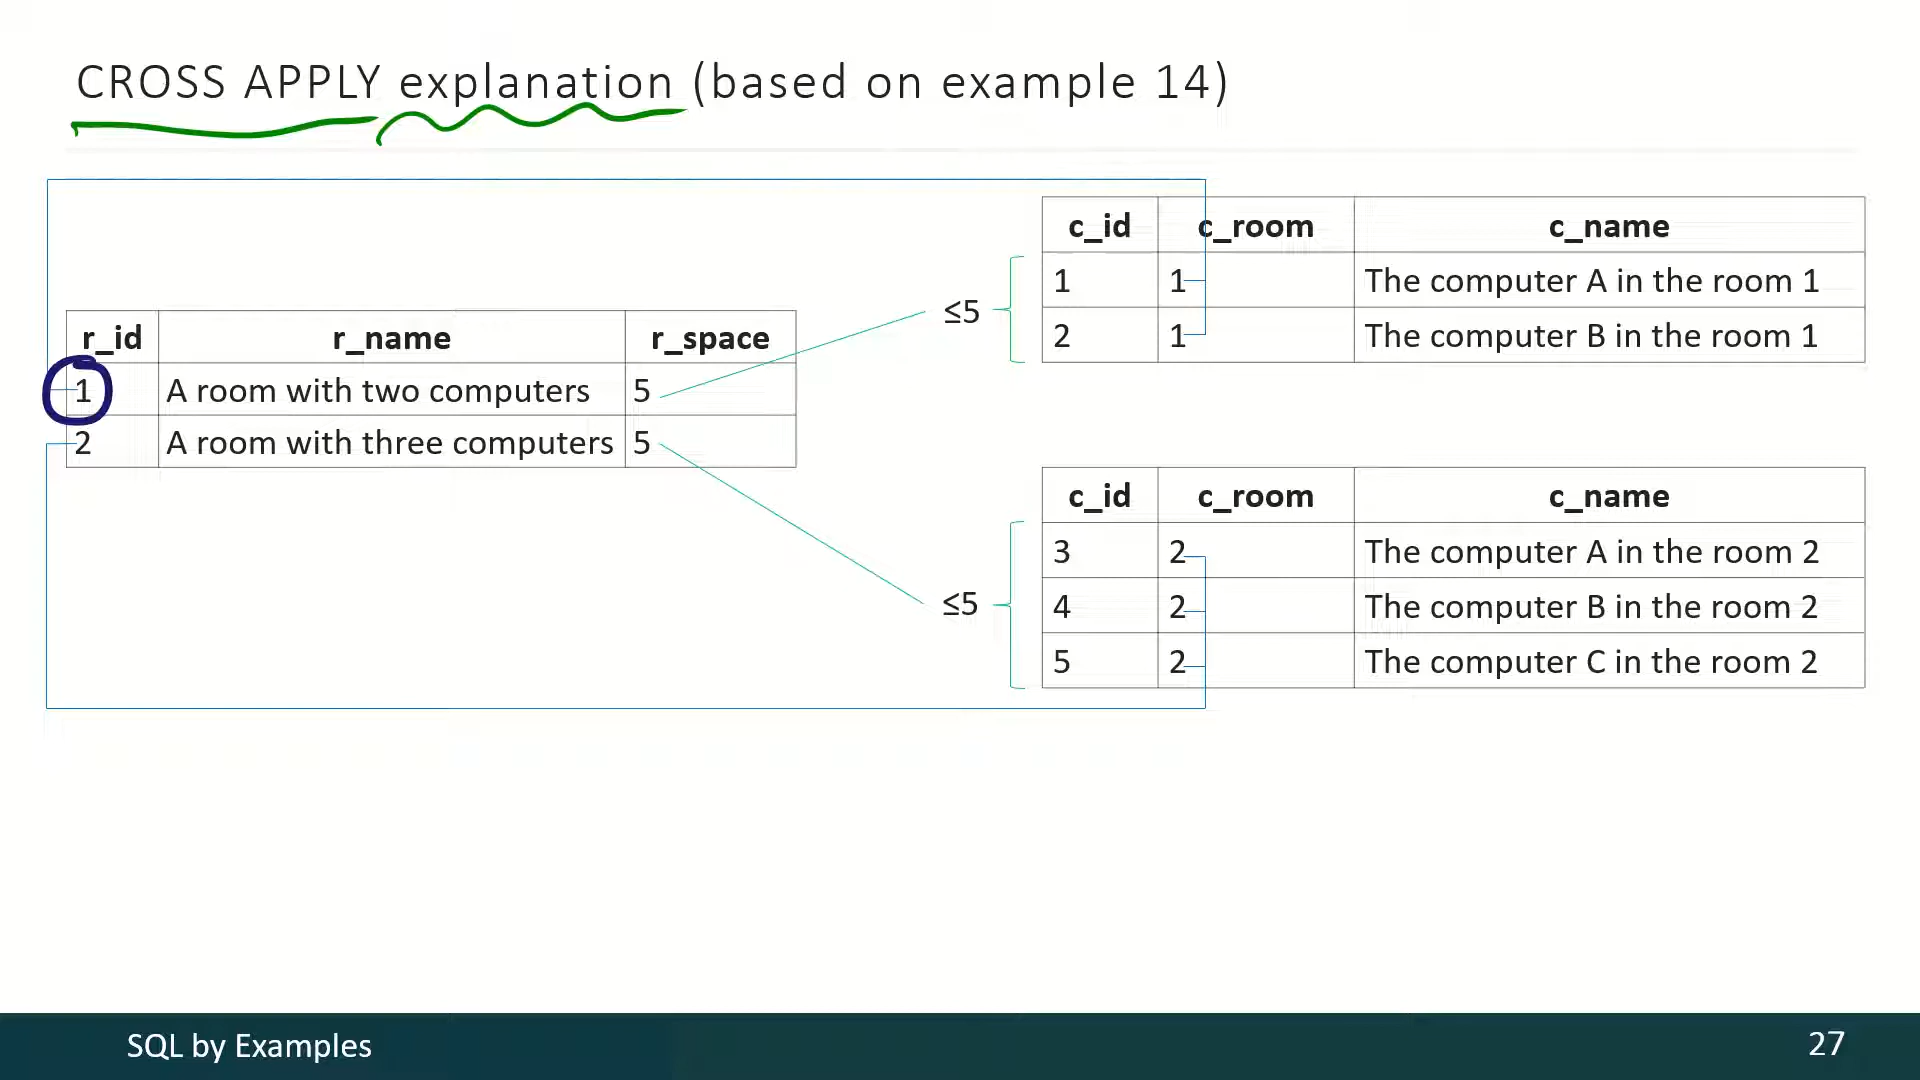 CROSS APPLY explanation (based on example 14)
r_id r_name r_space
1 A room with two computers 5
2 A room with three computers 5
≤5
c_id c_room c_name
1 1 The computer A in the room 1
2 1 The computer B in the room 1
≤5
c_id c_room c_name
3 2 The computer A in the room 2
4 2 The computer B in the room 2
5 2 The computer C in the room 2
SQL by Examples
27